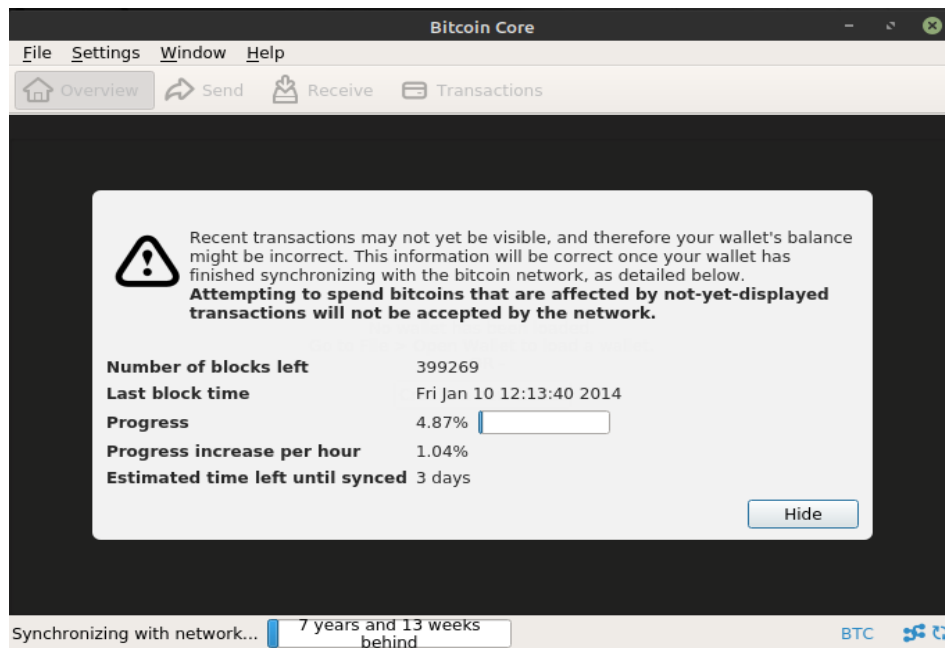 Bitcoin Core
File Settings Window Help
Overview Send Receive Transactions
Recent transactions may not yet be visible, and therefore your wallet's balance
might be incorrect. This information will be correct once your wallet has
finished synchronizing with the bitcoin network, as detailed below.
Attempting to spend bitcoins that are affected by not-yet-displayed
transactions will not be accepted by the network.
Number of blocks left 399269
Last block time Fri Jan 10 12:13:40 2014
Progress 4.87%
Progress increase per hour 1.04%
Estimated time left until synced 3 days
Hide
Synchronizing with network... 7 years and 13 weeks
behind
BTC